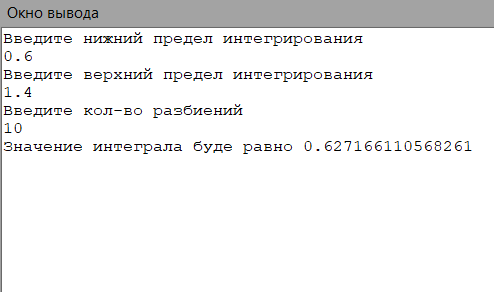 Окно вывода
Введите нижний предел интегрирования
0.6
Введите верхний предел интегрирования
1.4
Введите кол-во разбиений
10
Значение интеграла буде равно 0.627166110568261